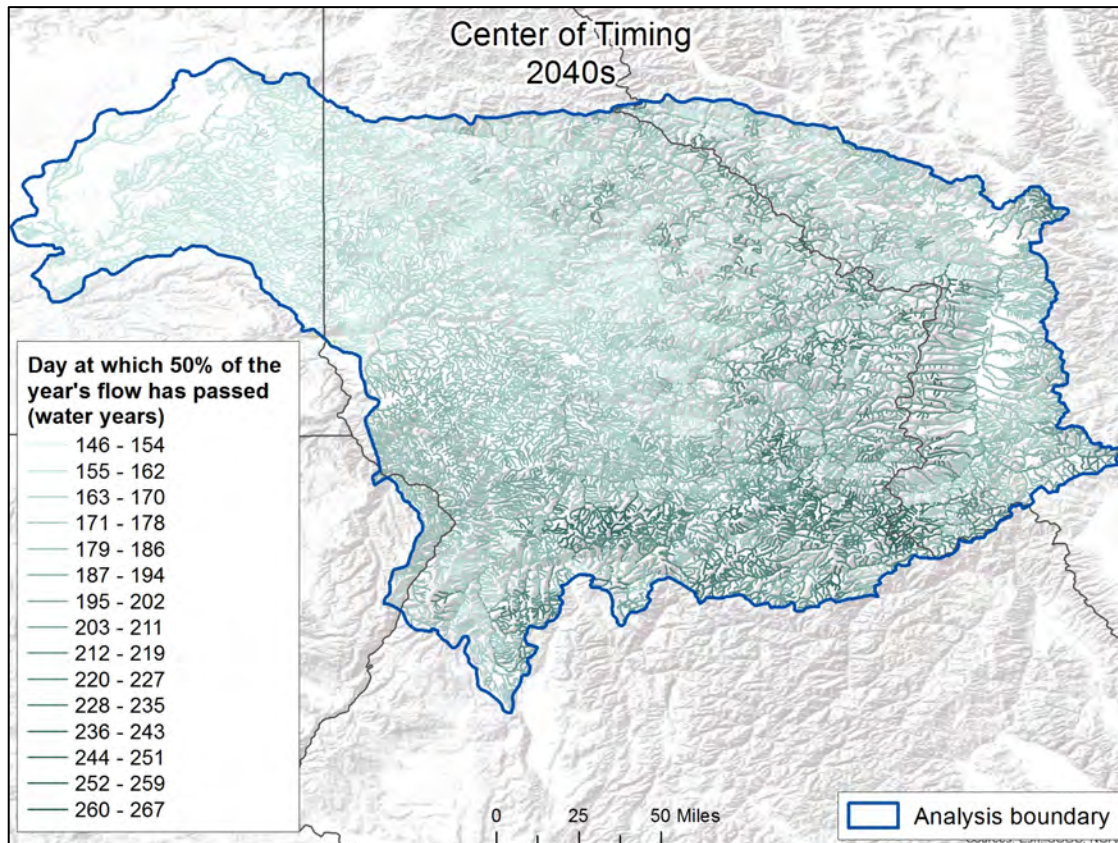 Center of Timing
2040s
Day at which 50% of the
year's flow has passed
(water years)
146 - 154
155 - 162
163 - 170
171 - 178
179 - 186
187 - 194
195 - 202
203 - 211
212 - 219
220 - 227
228 - 235
236 - 243
244 - 251
252 - 259
260 - 267
0 25 50 Miles
Analysis boundary